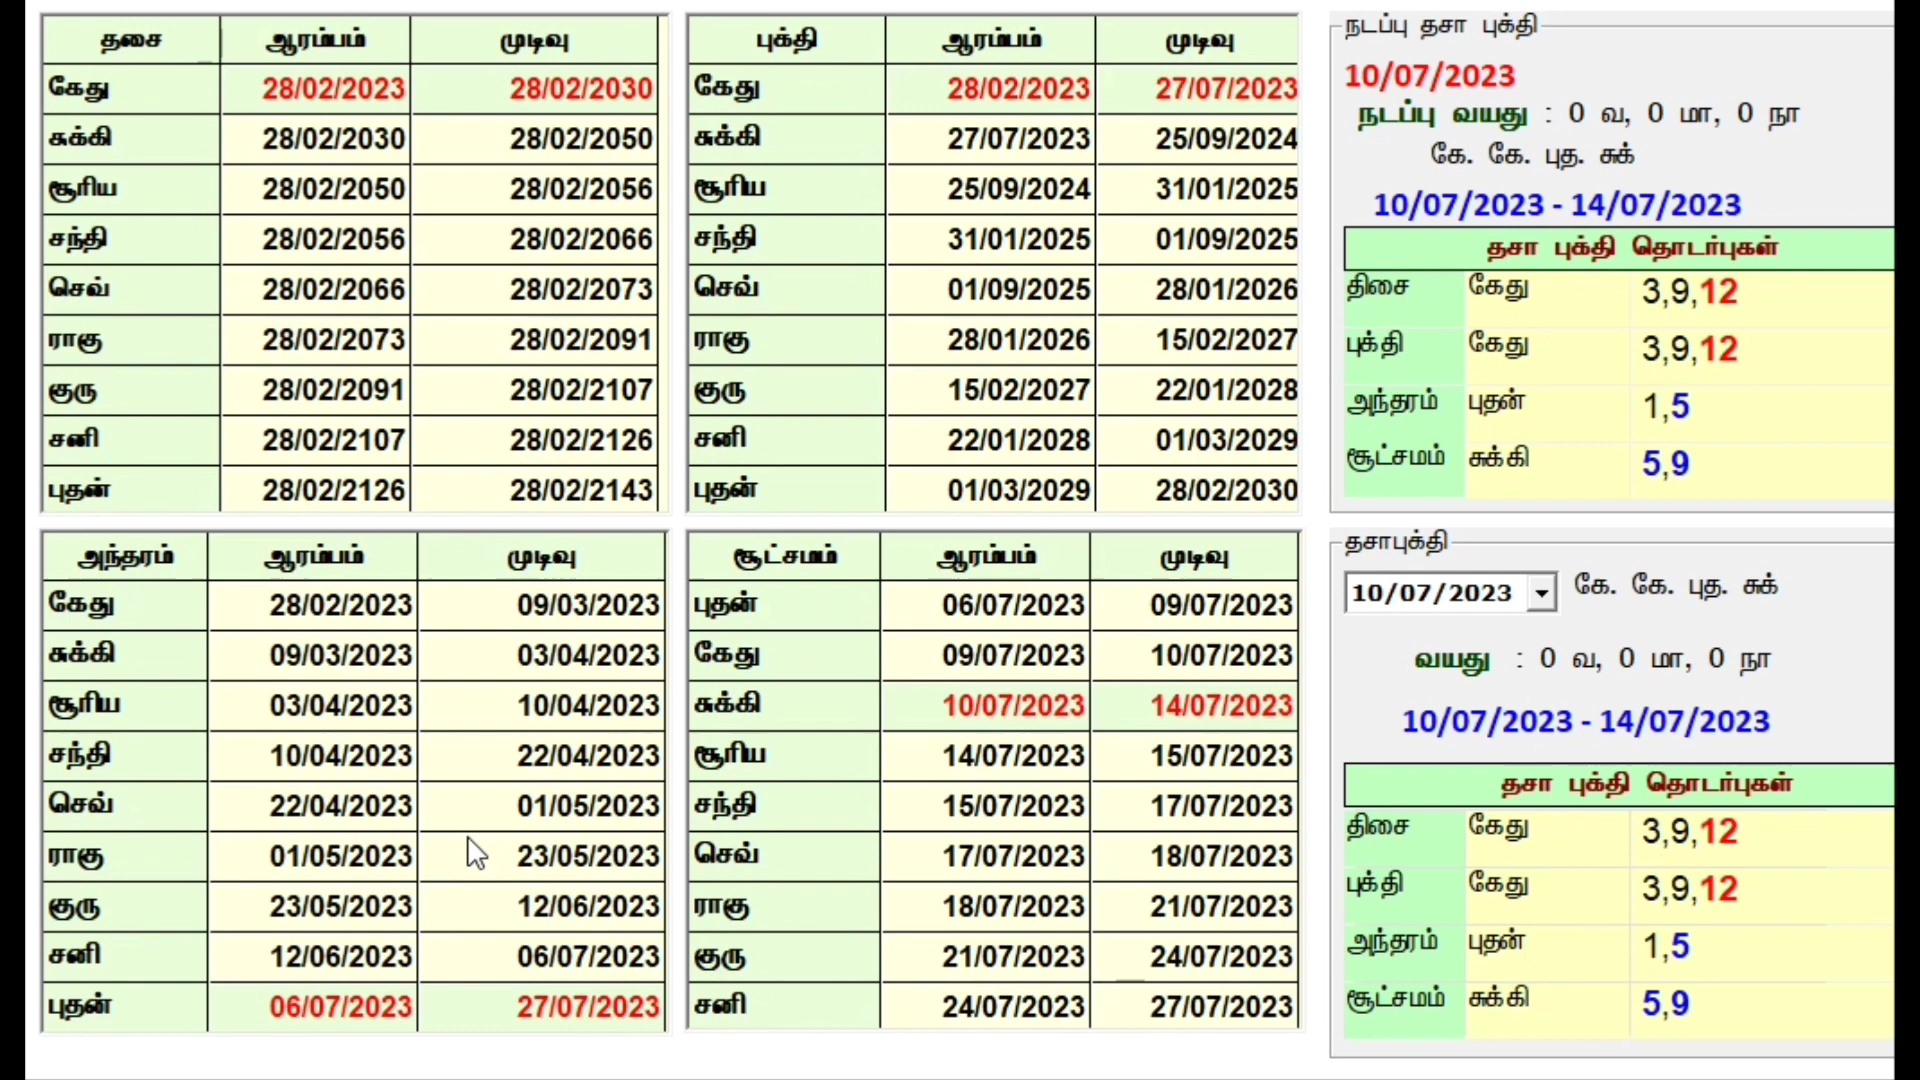 தசை ஆரம்பம் முடிவு
கேது 28/02/2023 28/02/2030
சுக்கி 28/02/2030 28/02/2050
சூரிய 28/02/2050 28/02/2056
சந்தி 28/02/2056 28/02/2066
செவ் 28/02/2066 28/02/2073
ராகு 28/02/2073 28/02/2091
குரு 28/02/2091 28/02/2107
சனி 28/02/2107 28/02/2126
புதன் 28/02/2126 28/02/2143
புக்தி ஆரம்பம் முடிவு
கேது 28/02/2023 27/07/2023
சுக்கி 27/07/2023 25/09/2024
சூரிய 25/09/2024 31/01/2025
சந்தி 31/01/2025 01/09/2025
செவ் 01/09/2025 28/01/2026
ராகு 28/01/2026 15/02/2027
குரு 15/02/2027 22/01/2028
சனி 22/01/2028 01/03/2029
புதன் 01/03/2029 28/02/2030
நடப்பு தசா புக்தி
10/07/2023
நடப்பு வயது : 0 வ, 0 மா, 0 நா
கே. கே. புத. சுக்
10/07/2023 - 14/07/2023
தசா புக்தி தொடர்புகள்
திசை கேது 3,9,12
புக்தி கேது 3,9,12
அந்தரம் புதன் 1,5
சூட்சமம் சுக்கி 5,9
அந்தரம் ஆரம்பம் முடிவு
கேது 28/02/2023 09/03/2023
சுக்கி 09/03/2023 03/04/2023
சூரிய 03/04/2023 10/04/2023
சந்தி 10/04/2023 22/04/2023
செவ் 22/04/2023 01/05/2023
ராகு 01/05/2023 23/05/2023
குரு 23/05/2023 12/06/2023
சனி 12/06/2023 06/07/2023
புதன் 06/07/2023 27/07/2023
சூட்சமம் ஆரம்பம் முடிவு
புதன் 06/07/2023 09/07/2023
கேது 09/07/2023 10/07/2023
சுக்கி 10/07/2023 14/07/2023
சூரிய 14/07/2023 15/07/2023
சந்தி 15/07/2023 17/07/2023
செவ் 17/07/2023 18/07/2023
ராகு 18/07/2023 21/07/2023
குரு 21/07/2023 24/07/2023
சனி 24/07/2023 27/07/2023
தசாபுக்தி
10/07/2023 கே. கே. புத. சுக்
வயது : 0 வ, 0 மா, 0 நா
10/07/2023 - 14/07/2023
தசா புக்தி தொடர்புகள்
திசை கேது 3,9,12
புக்தி கேது 3,9,12
அந்தரம் புதன் 1,5
சூட்சமம் சுக்கி 5,9